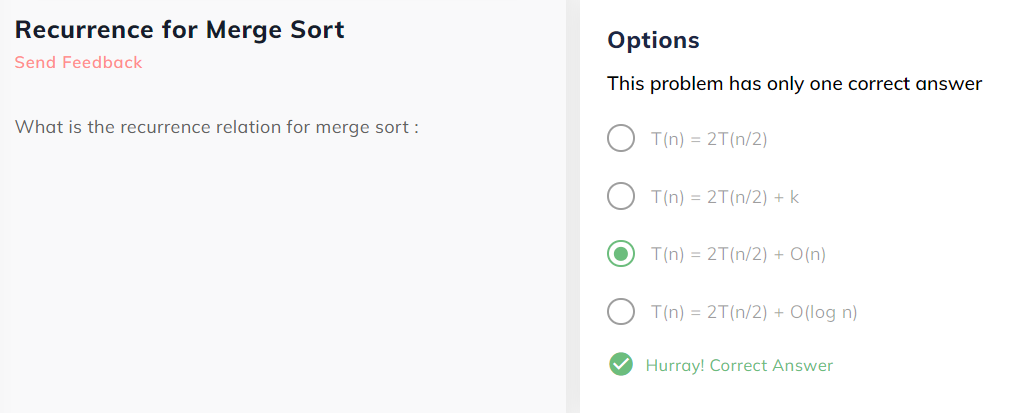 Recurrence for Merge Sort
Send Feedback
What is the recurrence relation for merge sort :
Options
This problem has only one correct answer
T(n) = 2T(n/2)
T(n) = 2T(n/2) + k
T(n) = 2T(n/2) + O(n)
T(n) = 2T(n/2) + O(log n)
Hurray! Correct Answer